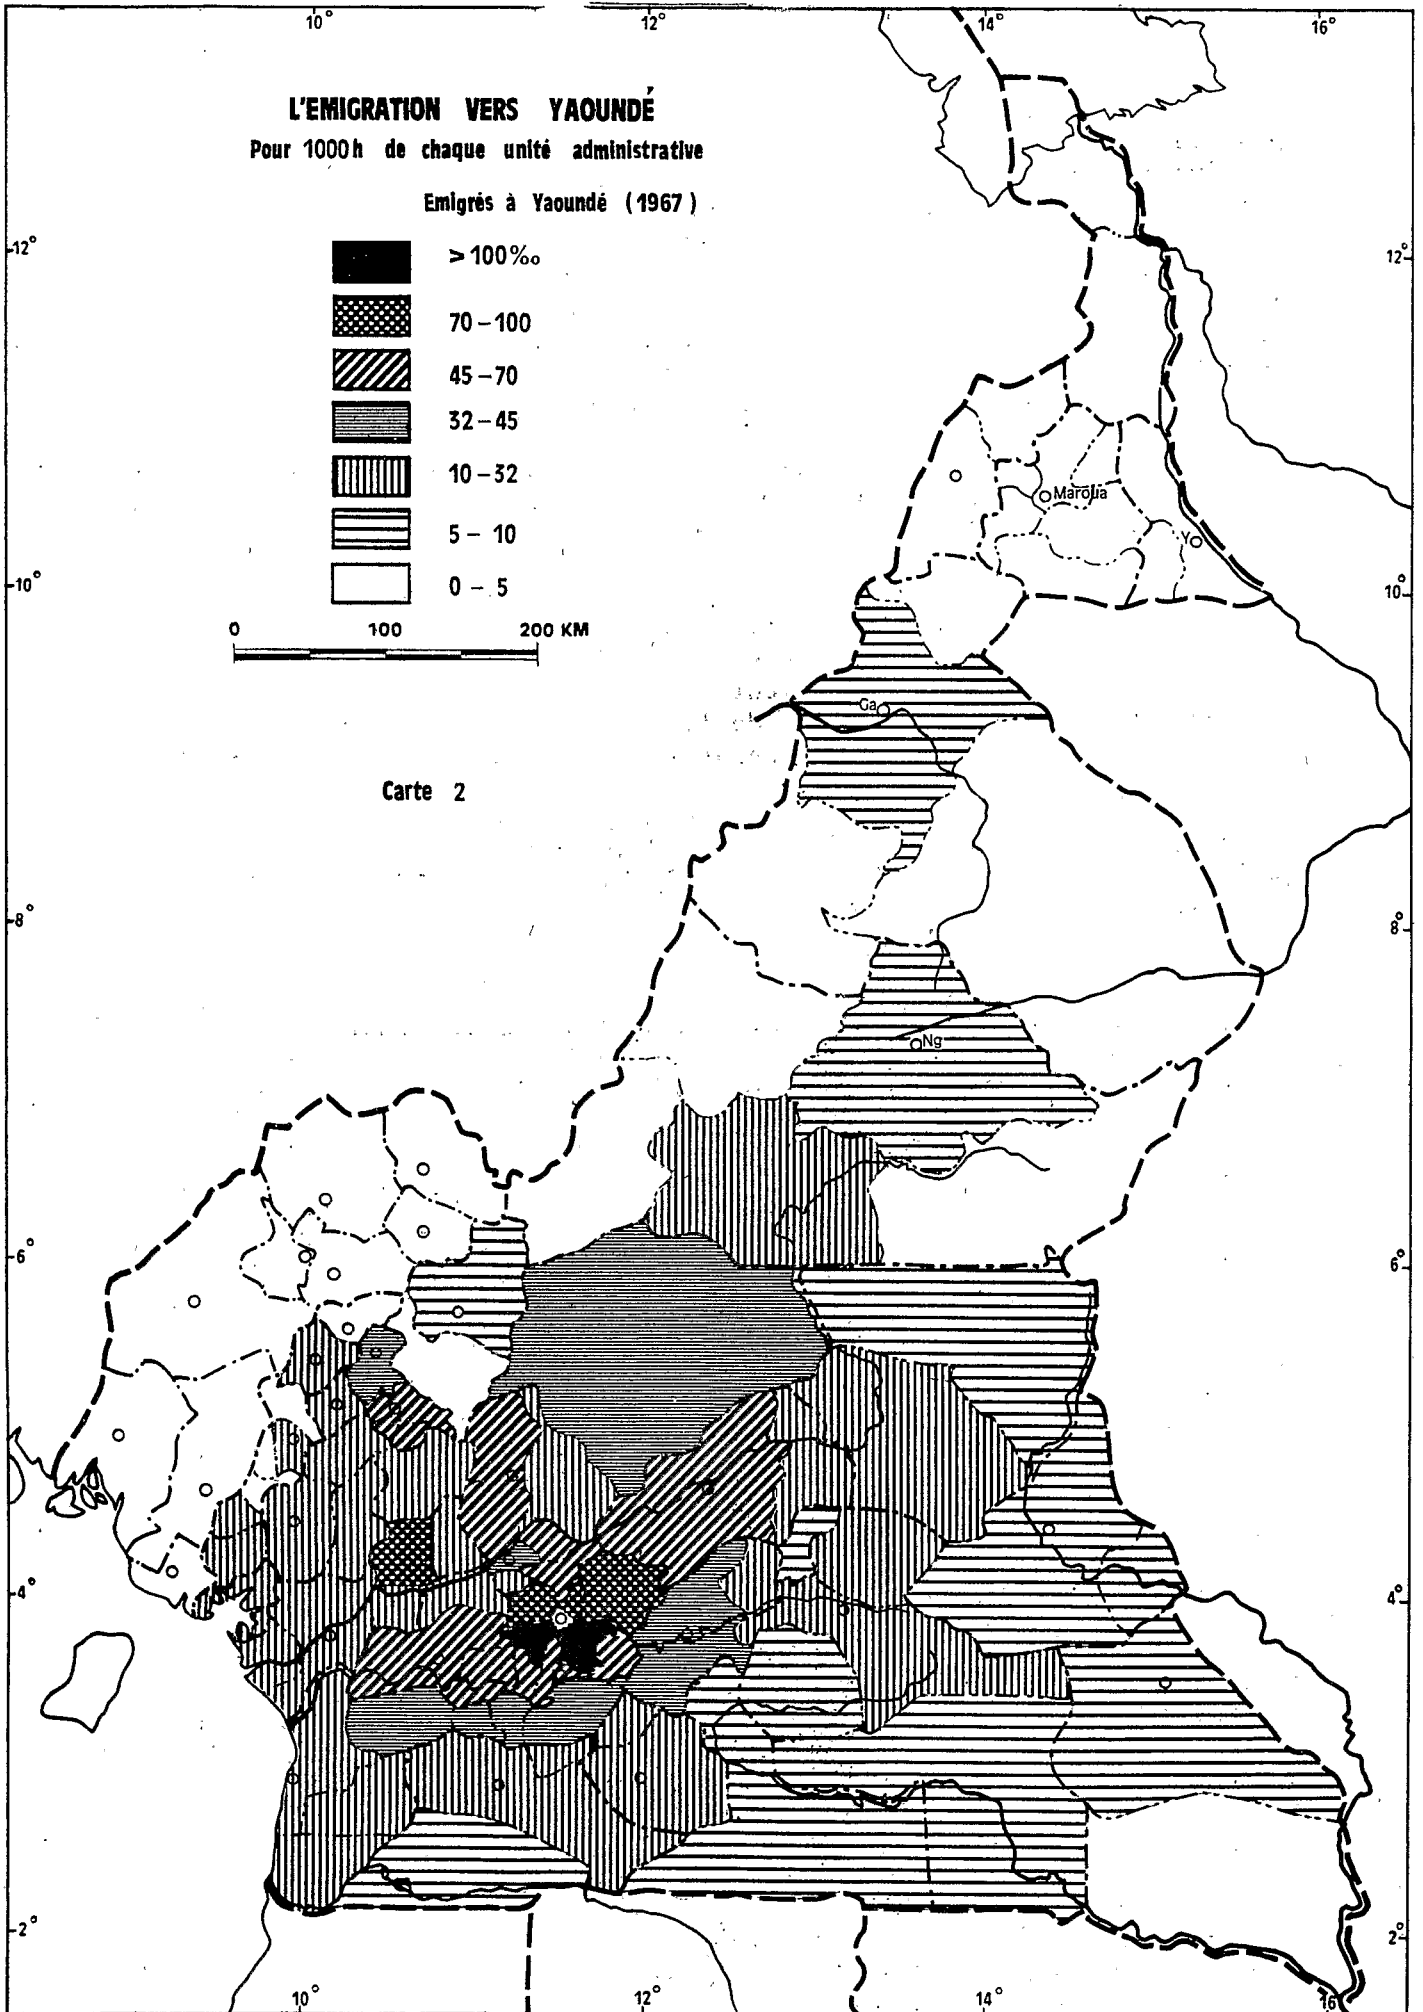 10° 12° 14° 16°
L'EMIGRATION VERS YAOUNDÉ
Pour 1000h de chaque unité administrative
Emigrés à Yaoundé (1967)
12° 12°
> 100‰
70-100
45-70
32-45
10-32
5-10
0-5
Maroua
Y
10° 10°
0 100 200 KM
Ga
Carte 2
8° 8°
Ng
6° 6°
4° 4°
2° 2°
10° 12° 14° 16